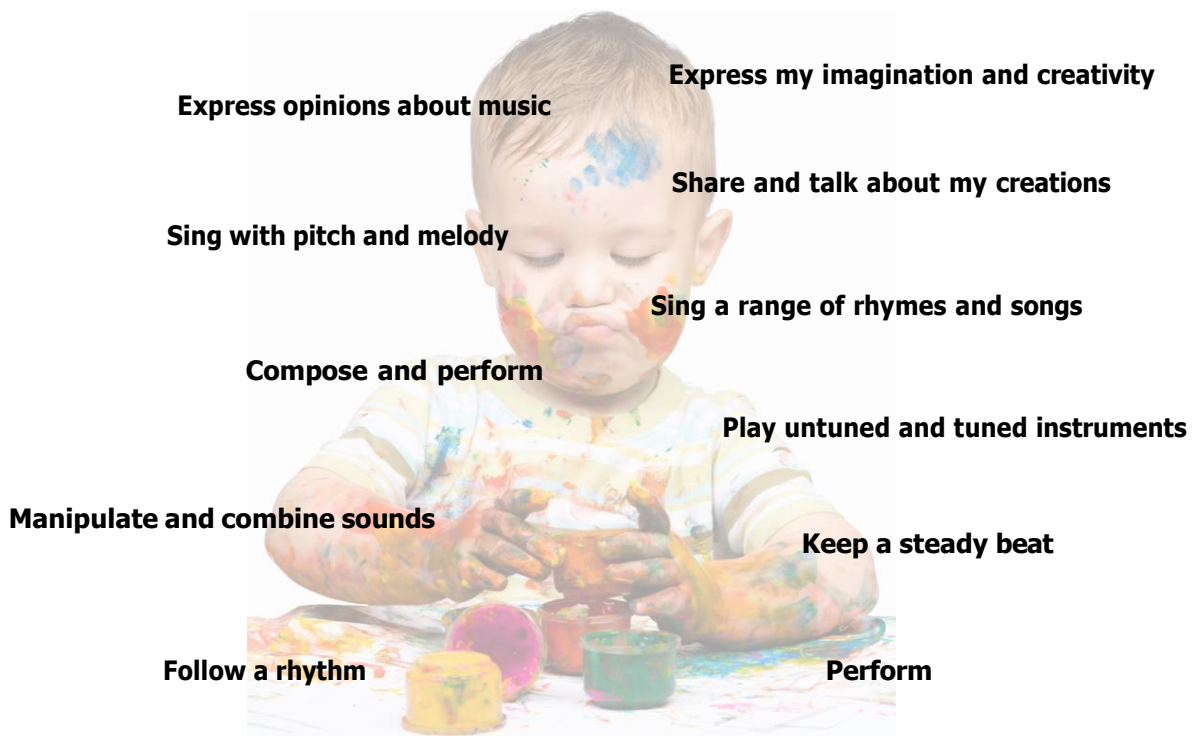 Express my imagination and creativity
Express opinions about music
Share and talk about my creations
Sing with pitch and melody
Sing a range of rhymes and songs
Compose and perform
Play untuned and tuned instruments
Manipulate and combine sounds
Keep a steady beat
Follow a rhythm
Perform